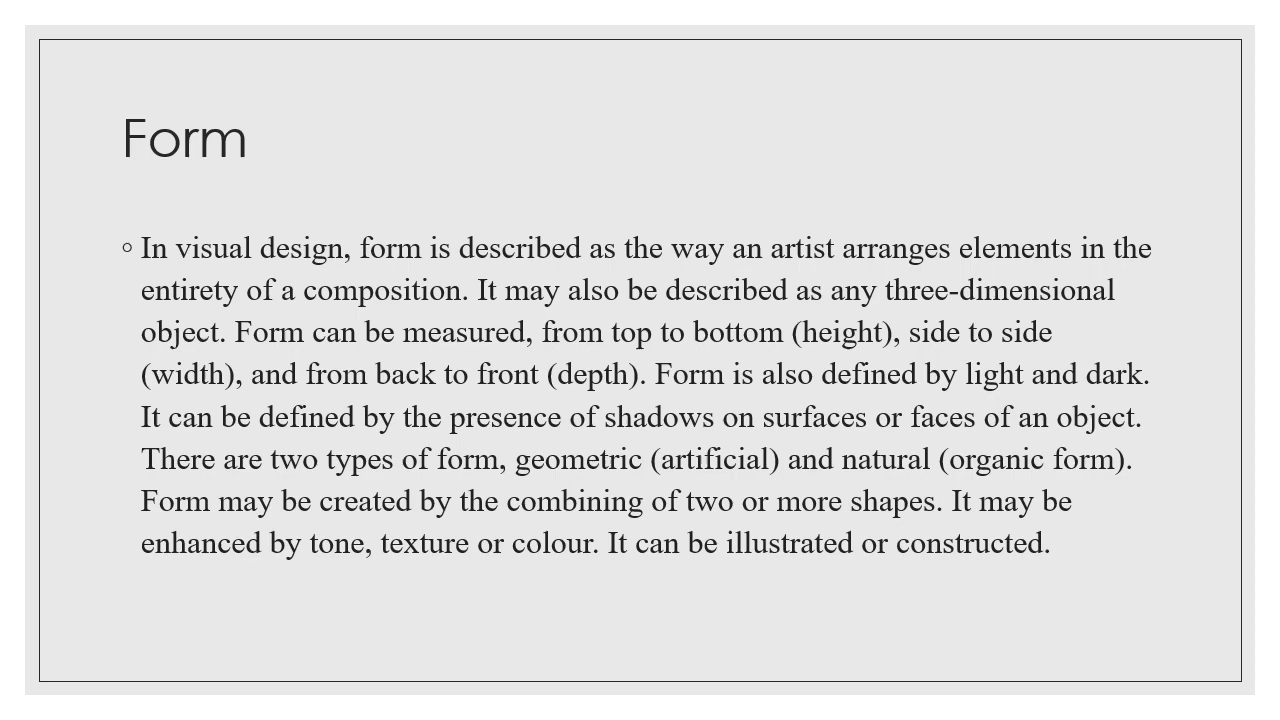 Form
◦ In visual design, form is described as the way an artist arranges elements in the
entirety of a composition. It may also be described as any three-dimensional
object. Form can be measured, from top to bottom (height), side to side
(width), and from back to front (depth). Form is also defined by light and dark.
It can be defined by the presence of shadows on surfaces or faces of an object.
There are two types of form, geometric (artificial) and natural (organic form).
Form may be created by the combining of two or more shapes. It may be
enhanced by tone, texture or colour. It can be illustrated or constructed.